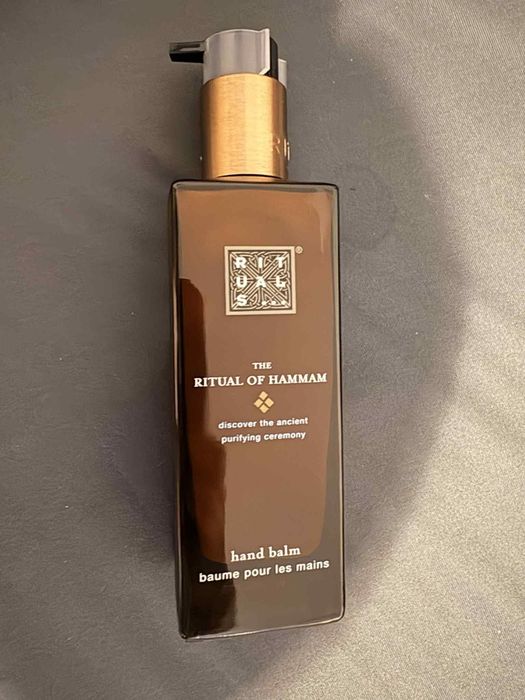 RIT
UAL
S...
®
THE
RITUAL OF HAMMAM
discover the ancient
purifying ceremony
hand balm
baume pour les mains